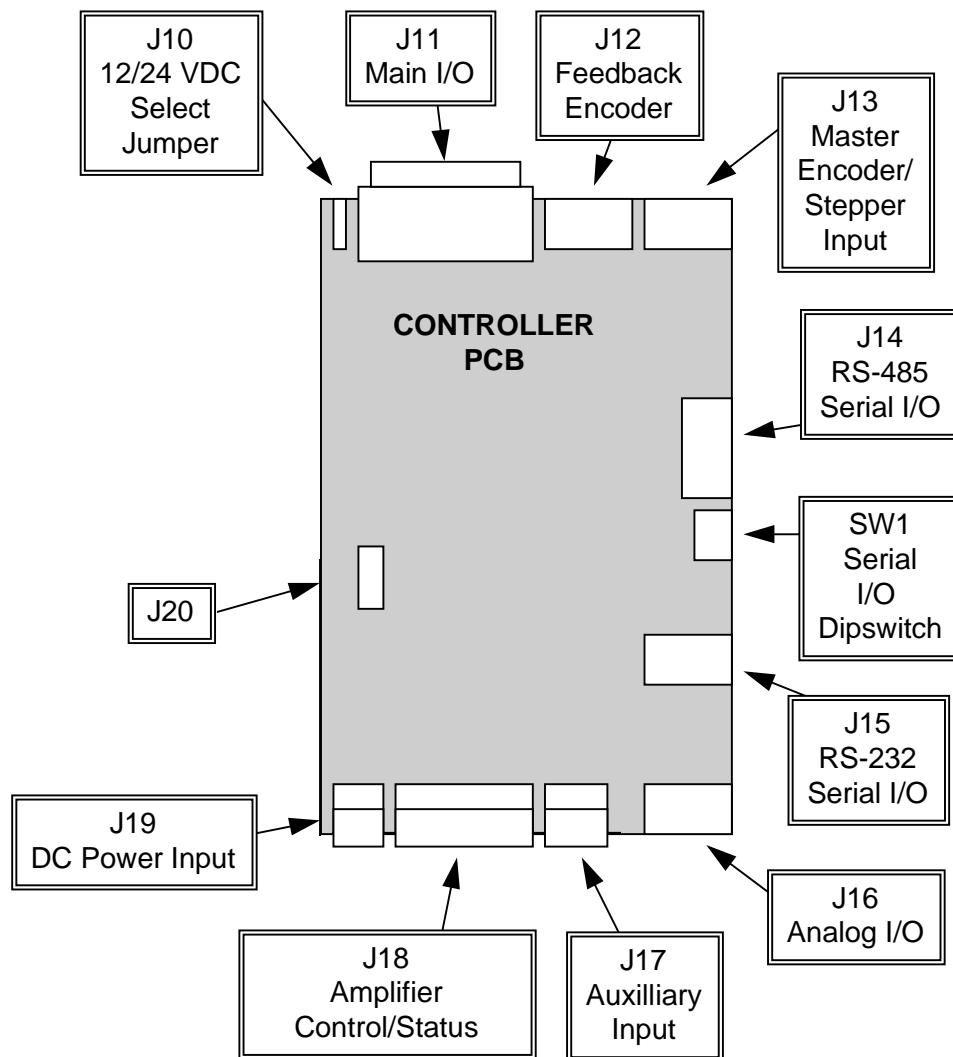 J10
12/24 VDC
Select
Jumper
J11
Main I/O
J12
Feedback
Encoder
J13
Master
Encoder/
Stepper
Input
CONTROLLER
PCB
J14
RS-485
Serial I/O
SW1
Serial
I/O
Dipswitch
J20
J15
RS-232
Serial I/O
J19
DC Power Input
J16
Analog I/O
J18
Amplifier
Control/Status
J17
Auxilliary
Input